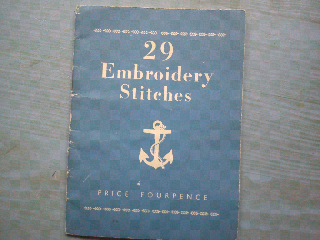 29
Embroidery
Stitches
PRICE FOURPENCE